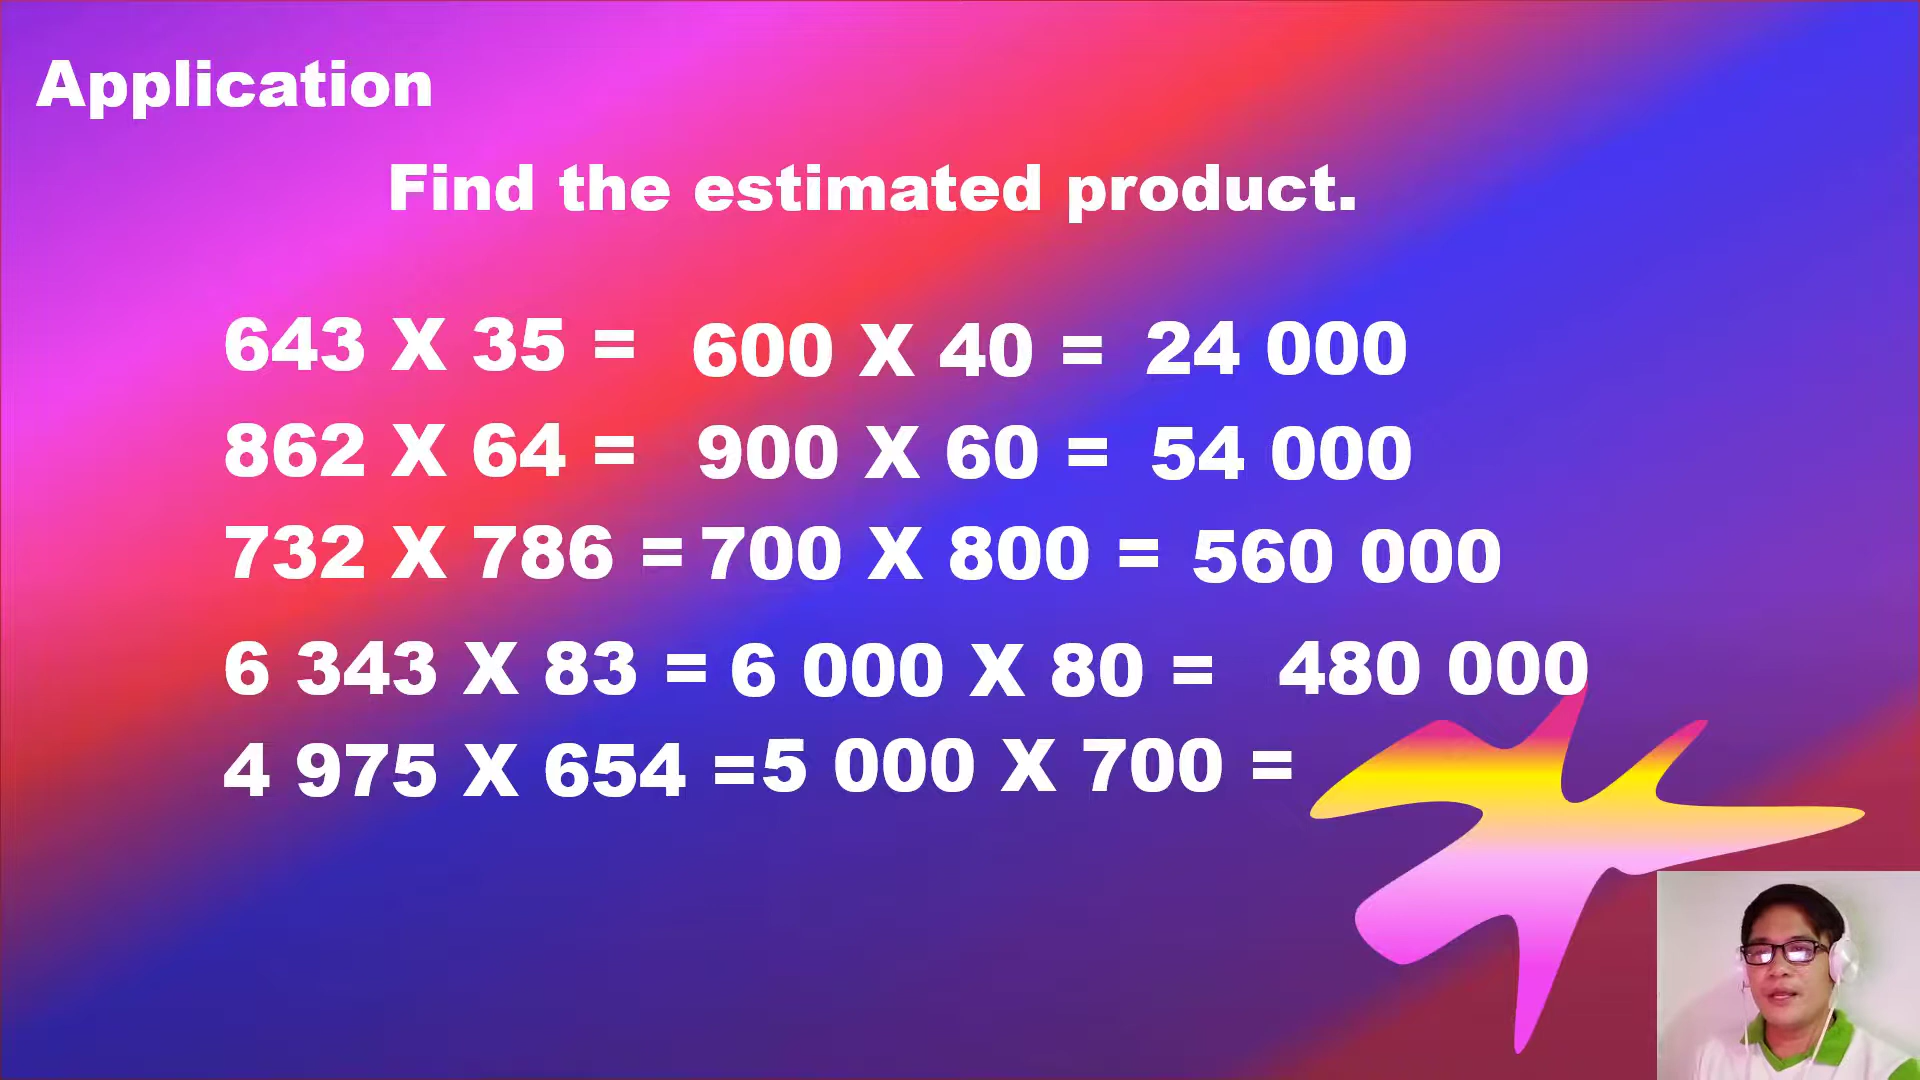 Application
Find the estimated product.
643 X 35 = 600 X 40 = 24 000
862 X 64 = 900 X 60 = 54 000
732 X 786 = 700 X 800 = 560 000
6 343 X 83 = 6 000 X 80 = 480 000
4 975 X 654 =5 000 X 700 =